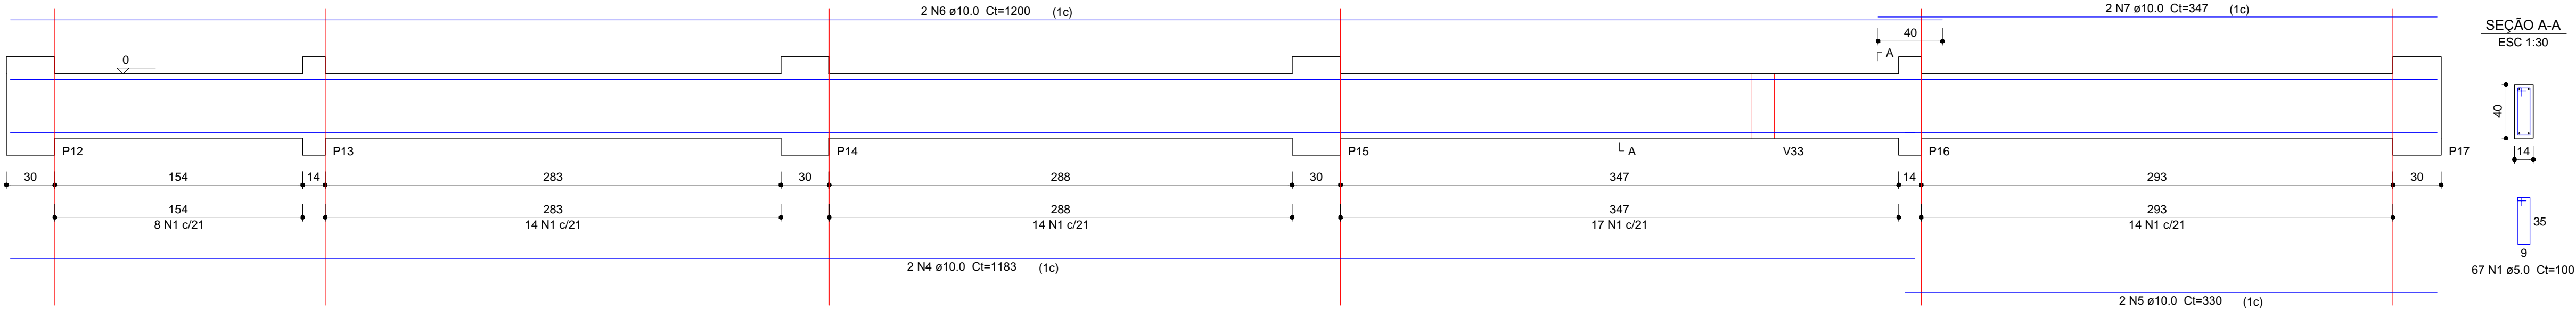 2 N6 ø10.0 Ct=1200 (1c)
2 N7 ø10.0 Ct=347 (1c)
SEÇÃO A-A
ESC 1:30
40
A
0
40
14
P12
P13
P14
P15
A
V33
P16
P17
30
154
14
283
30
288
30
347
14
293
30
154
283
288
347
293
8 N1 c/21
14 N1 c/21
14 N1 c/21
17 N1 c/21
14 N1 c/21
35
9
67 N1 ø5.0 Ct=100
2 N4 ø10.0 Ct=1183 (1c)
2 N5 ø10.0 Ct=330 (1c)